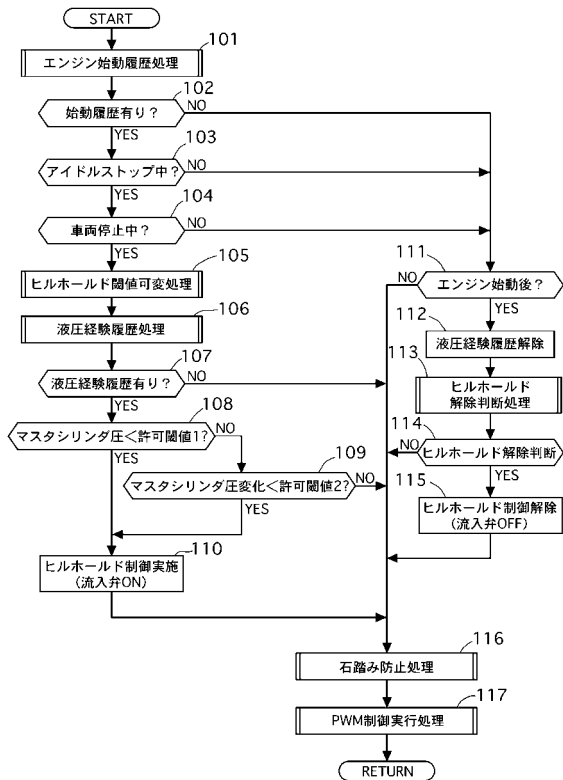 START
101
エンジン始動履歴処理
102
始動履歴有り?
NO
YES
103
アイドルストップ中?
NO
YES
104
車両停止中?
NO
YES
105
ヒルホールド閾値可変処理
106
液圧経験履歴処理
107
液圧経験履歴有り?
NO
YES
108
マスタシリンダ圧<許可閾値1?
NO
YES
109
マスタシリンダ圧変化<許可閾値2?
NO
YES
110
ヒルホールド制御実施
(流入弁ON)
111
NO
エンジン始動後?
YES
112
液圧経験履歴解除
113
ヒルホールド
解除判断処理
114
NO
ヒルホールド解除判断
YES
115
ヒルホールド制御解除
(流入弁OFF)
116
石踏み防止処理
117
PWM制御実行処理
RETURN